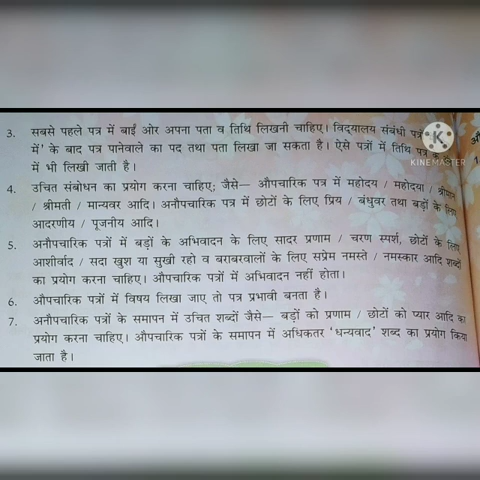 3. सबसे पहले पत्र में बाईं ओर अपना पता व तिथि लिखनी चाहिए। विद्यालय संबंधी
में' के बाद पत्र पानेवाले का पद तथा पता लिखा जा सकता है। ऐसे पत्रों में तिथि
में भी लिखी जाती है।
4. उचित संबोधन का प्रयोग करना चाहिए; जैसे— औपचारिक पत्र में महोदय / महोदया / श्रीमान
/ श्रीमती / मान्यवर आदि। अनौपचारिक पत्र में छोटों के लिए प्रिय / बंधुवर तथा बड़ों के लिए
आदरणीय / पूजनीय आदि।
5. अनौपचारिक पत्रों में बड़ों के अभिवादन के लिए सादर प्रणाम / चरण स्पर्श, छोटों के लिए
आशीर्वाद / सदा खुश या सुखी रहो व बराबरवालों के लिए सप्रेम नमस्ते / नमस्कार आदि शब्दों
का प्रयोग करना चाहिए। औपचारिक पत्रों में अभिवादन नहीं होता।
6. औपचारिक पत्रों में विषय लिखा जाए तो पत्र प्रभावी बनता है।
7. अनौपचारिक पत्रों के समापन में उचित शब्दों जैसे— बड़ों को प्रणाम / छोटों को प्यार आदि का
प्रयोग करना चाहिए। औपचारिक पत्रों के समापन में अधिकतर 'धन्यवाद' शब्द का प्रयोग किया
जाता है।
KINEMASTER